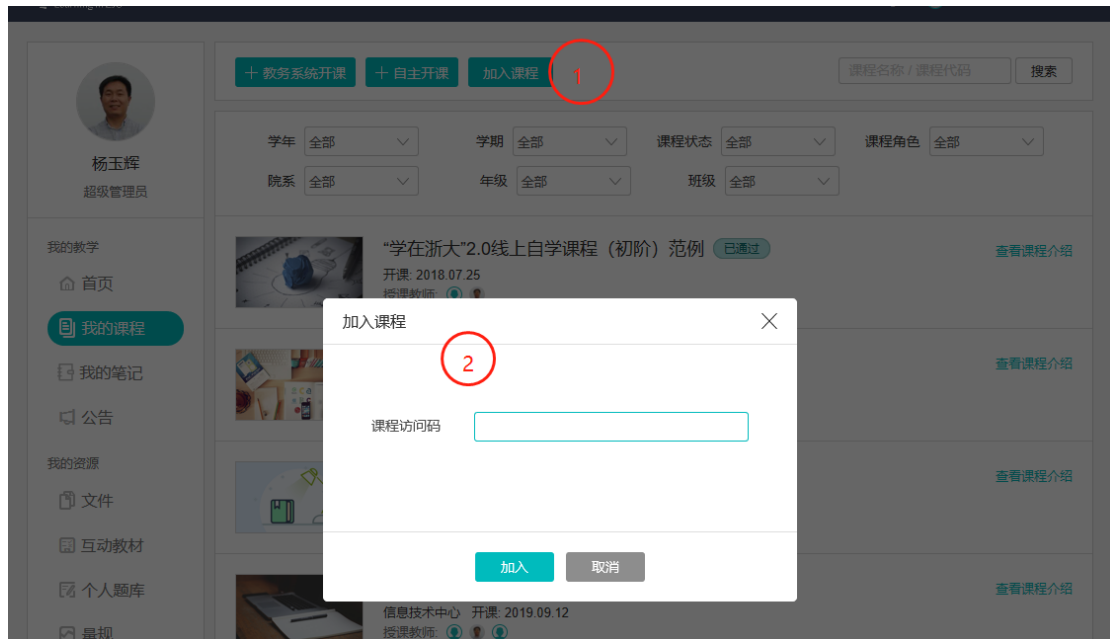 + 教务系统开课 + 自主开课 加入课程 1 课程名称 / 课程代码 搜索
学年 全部 学期 全部 课程状态 全部 课程角色 全部
院系 全部 年级 全部 班级 全部
杨玉辉
超级管理员
我的教学
首页
我的课程
我的笔记
公告
我的资源
文件
互动教材
个人题库
“学在浙大”2.0线上自学课程（初阶）范例 已通过 查看课程介绍
开课: 2018.07.25
授课教师:
查看课程介绍
查看课程介绍
查看课程介绍
信息技术中心 开课: 2019.09.12
授课教师:
加入课程
2
课程访问码
加入 取消